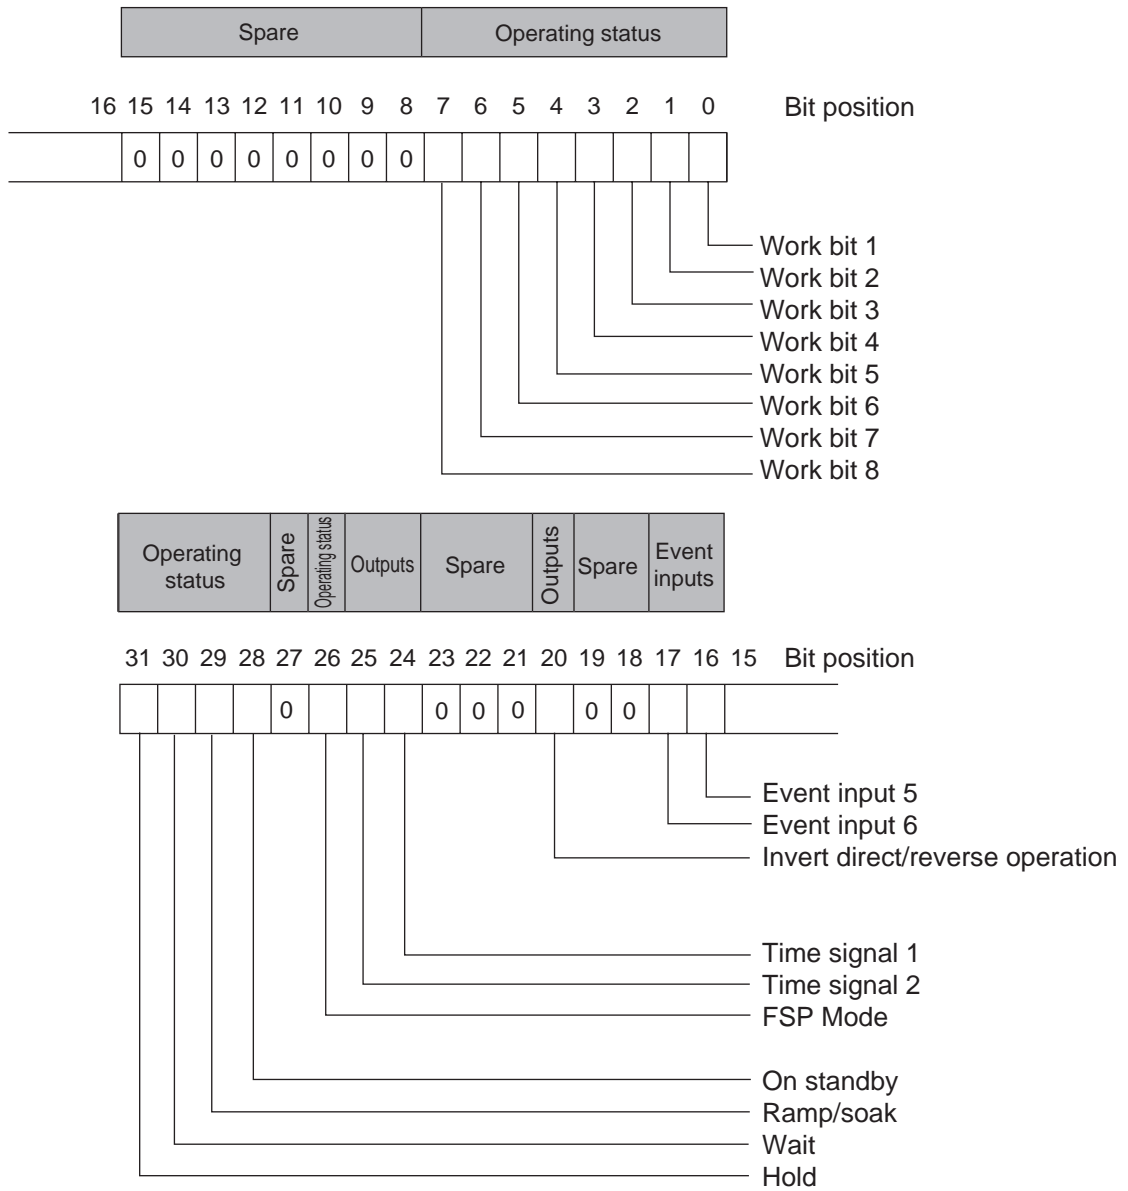 Spare Operating status
16 15 14 13 12 11 10 9 8 7 6 5 4 3 2 1 0 Bit position
0 0 0 0 0 0 0 0
Work bit 1
Work bit 2
Work bit 3
Work bit 4
Work bit 5
Work bit 6
Work bit 7
Work bit 8
Operating status Spare Operating status Outputs Spare Outputs Spare Event inputs
31 30 29 28 27 26 25 24 23 22 21 20 19 18 17 16 15 Bit position
0 0 0 0 0 0
Event input 5
Event input 6
Invert direct/reverse operation
Time signal 1
Time signal 2
FSP Mode
On standby
Ramp/soak
Wait
Hold